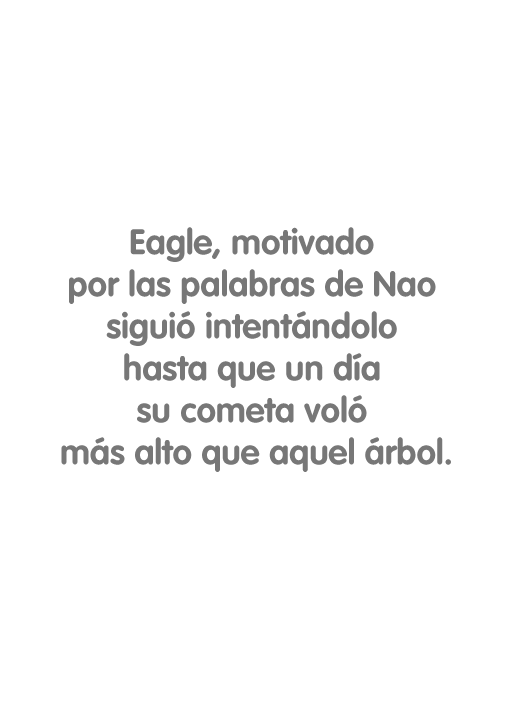 Eagle, motivado
por las palabras de Nao
siguió intentándolo
hasta que un día
su cometa voló
más alto que aquel árbol.